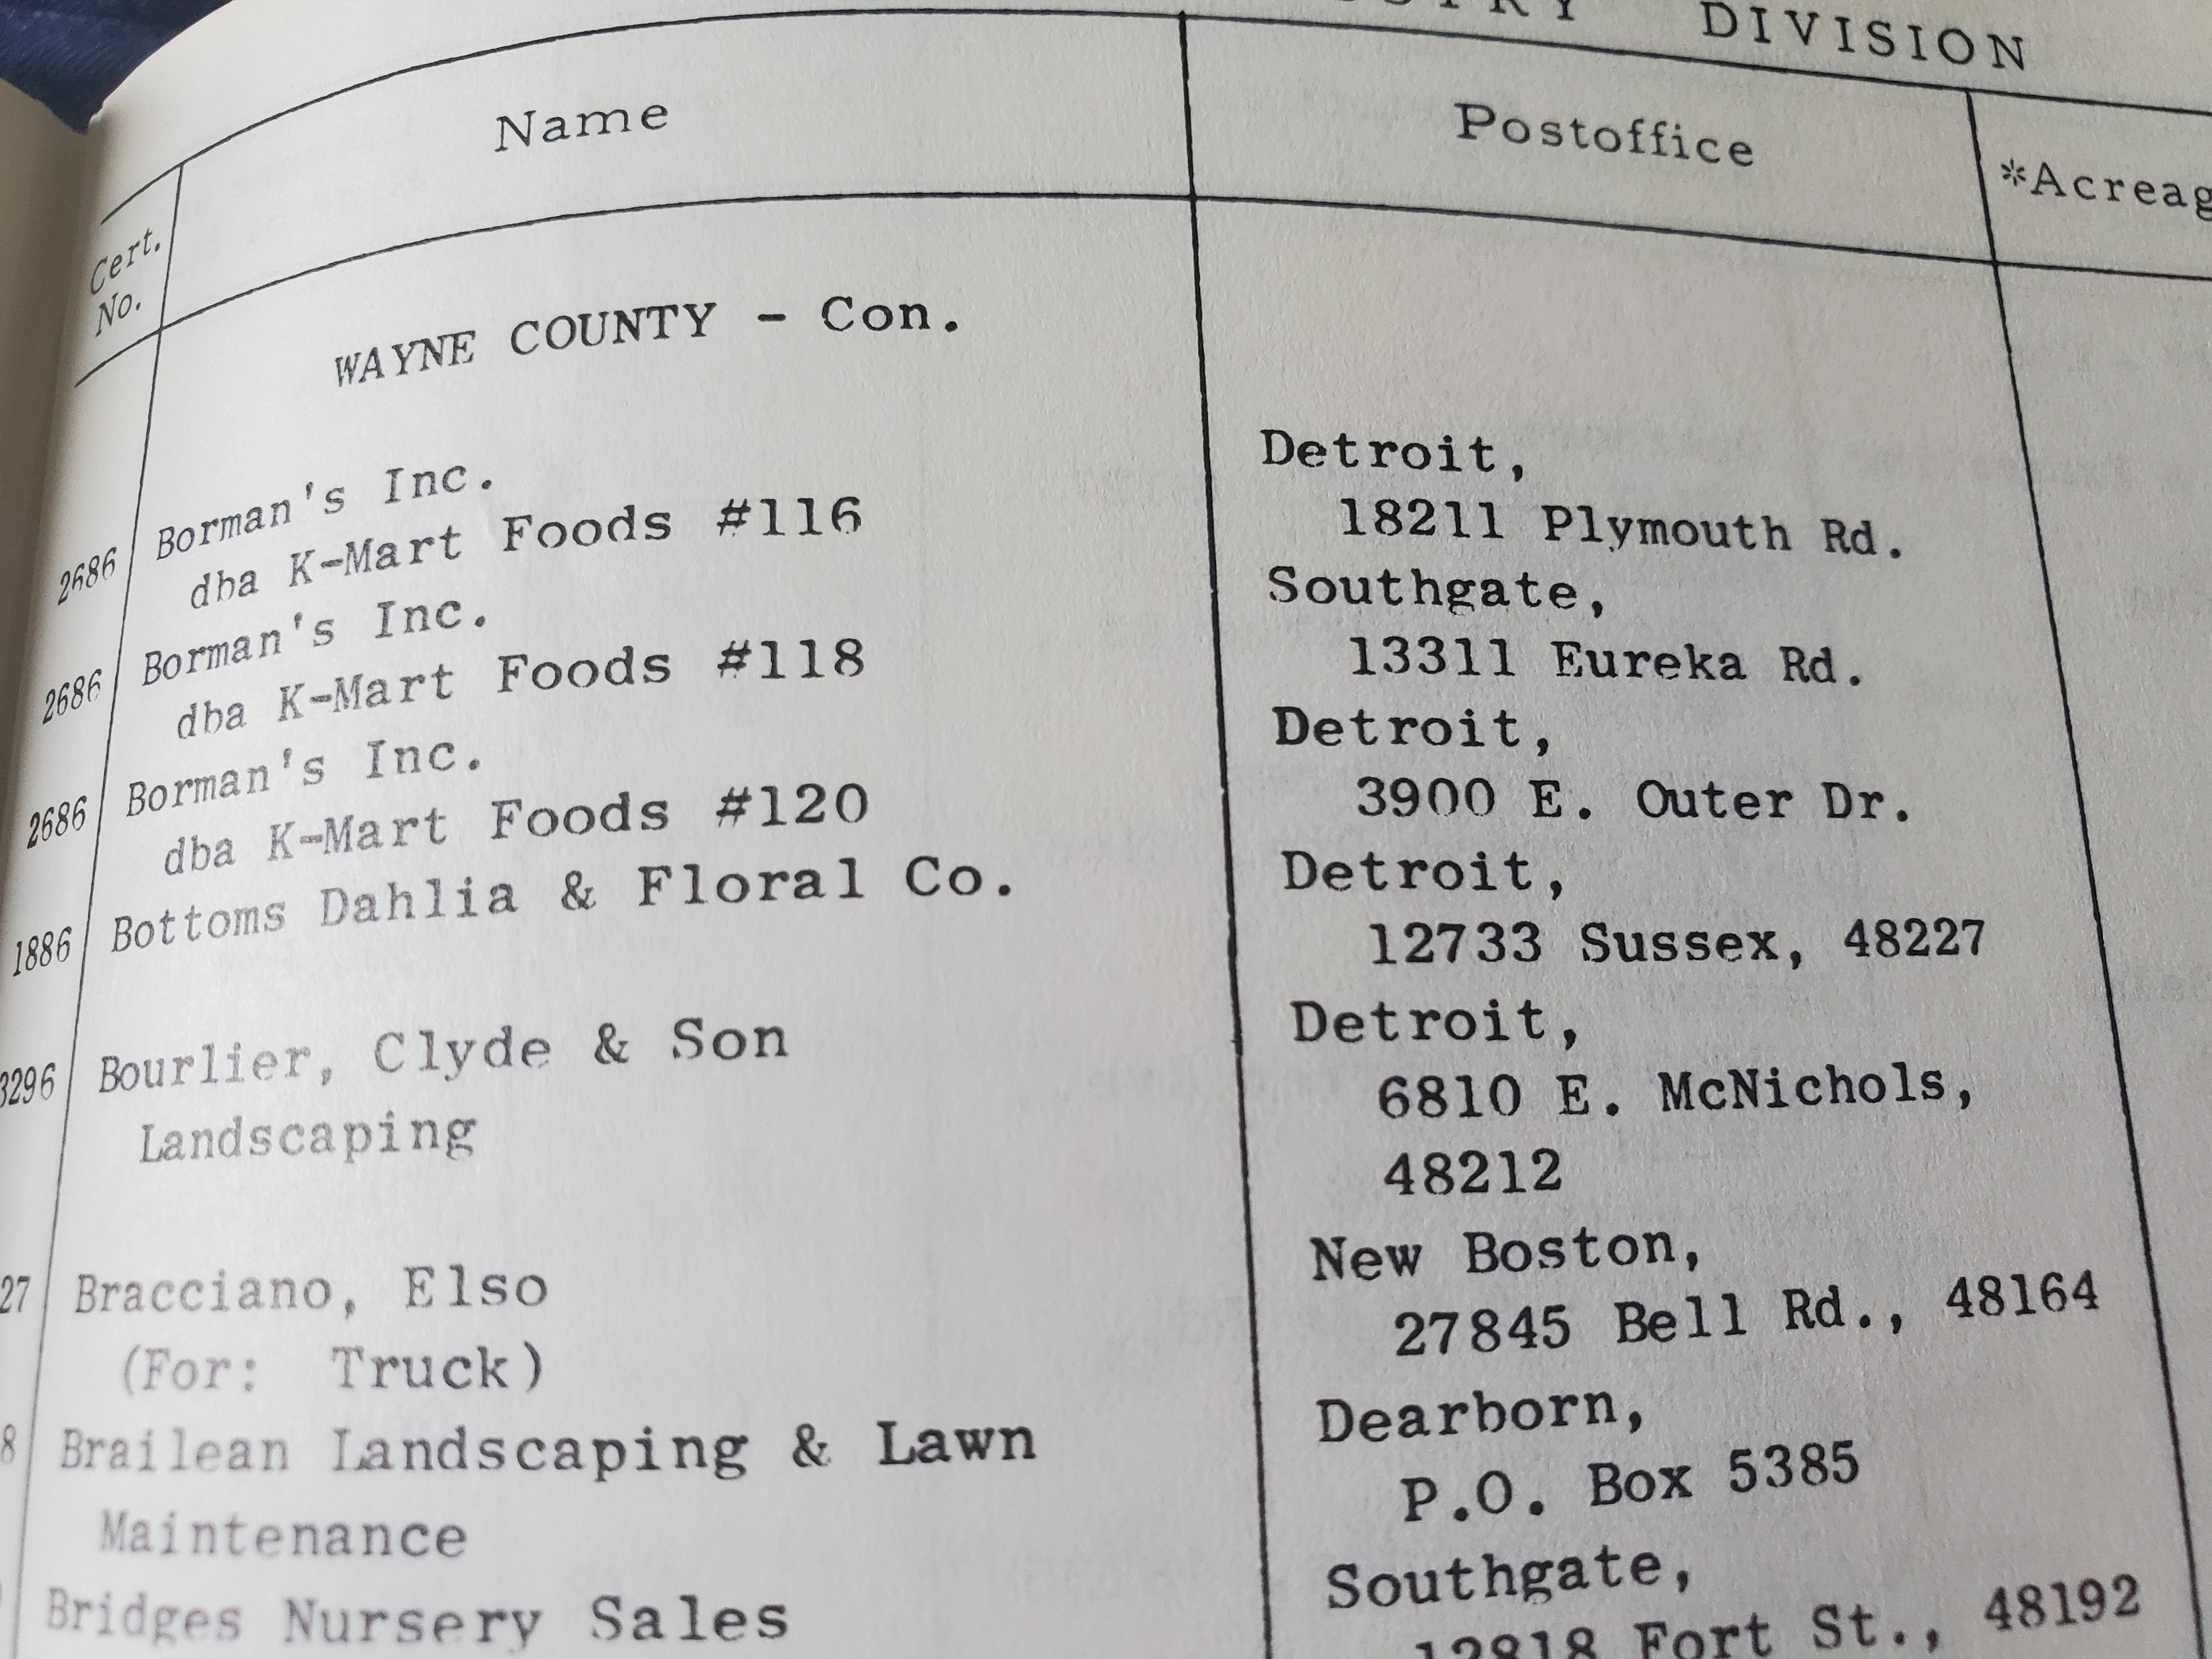 DIVISION
Cert. No. Name Postoffice
WAYNE COUNTY - Con.
2686 Borman's Inc. Detroit,
dba K-Mart Foods #116 18211 Plymouth Rd.
2686 Borman's Inc. Southgate,
dba K-Mart Foods #118 13311 Eureka Rd.
2686 Borman's Inc. Detroit,
dba K-Mart Foods #120 3900 E. Outer Dr.
1886 Bottoms Dahlia & Floral Co. Detroit,
12733 Sussex, 48227
3296 Bourlier, Clyde & Son Detroit,
Landscaping 6810 E. McNichols,
48212
27 Bracciano, Elso New Boston,
(For: Truck) 27845 Bell Rd., 48164
8 Brailean Landscaping & Lawn Dearborn,
Maintenance P.O. Box 5385
Bridges Nursery Sales Southgate,
12818 Fort St., 48192